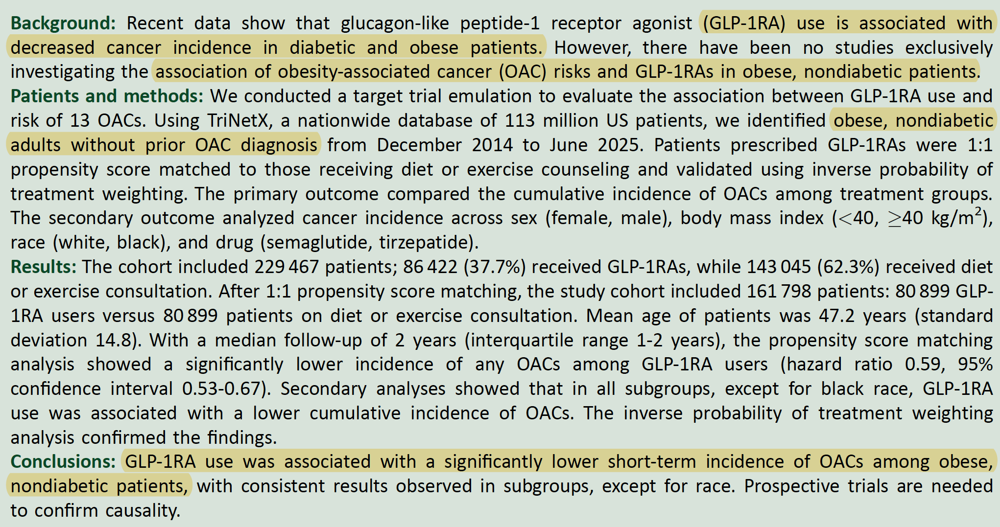 Background: Recent data show that glucagon-like peptide-1 receptor agonist (GLP-1RA) use is associated with
decreased cancer incidence in diabetic and obese patients. However, there have been no studies exclusively
investigating the association of obesity-associated cancer (OAC) risks and GLP-1RAs in obese, nondiabetic patients.
Patients and methods: We conducted a target trial emulation to evaluate the association between GLP-1RA use and
risk of 13 OACs. Using TriNetX, a nationwide database of 113 million US patients, we identified obese, nondiabetic
adults without prior OAC diagnosis from December 2014 to June 2025. Patients prescribed GLP-1RAs were 1:1
propensity score matched to those receiving diet or exercise counseling and validated using inverse probability of
treatment weighting. The primary outcome compared the cumulative incidence of OACs among treatment groups.
The secondary outcome analyzed cancer incidence across sex (female, male), body mass index (<40, ≥40 kg/m²),
race (white, black), and drug (semaglutide, tirzepatide).
Results: The cohort included 229 467 patients; 86 422 (37.7%) received GLP-1RAs, while 143 045 (62.3%) received diet
or exercise consultation. After 1:1 propensity score matching, the study cohort included 161 798 patients: 80 899 GLP-
1RA users versus 80 899 patients on diet or exercise consultation. Mean age of patients was 47.2 years (standard
deviation 14.8). With a median follow-up of 2 years (interquartile range 1-2 years), the propensity score matching
analysis showed a significantly lower incidence of any OACs among GLP-1RA users (hazard ratio 0.59, 95%
confidence interval 0.53-0.67). Secondary analyses showed that in all subgroups, except for black race, GLP-1RA
use was associated with a lower cumulative incidence of OACs. The inverse probability of treatment weighting
analysis confirmed the findings.
Conclusions: GLP-1RA use was associated with a significantly lower short-term incidence of OACs among obese,
nondiabetic patients, with consistent results observed in subgroups, except for race. Prospective trials are needed
to confirm causality.